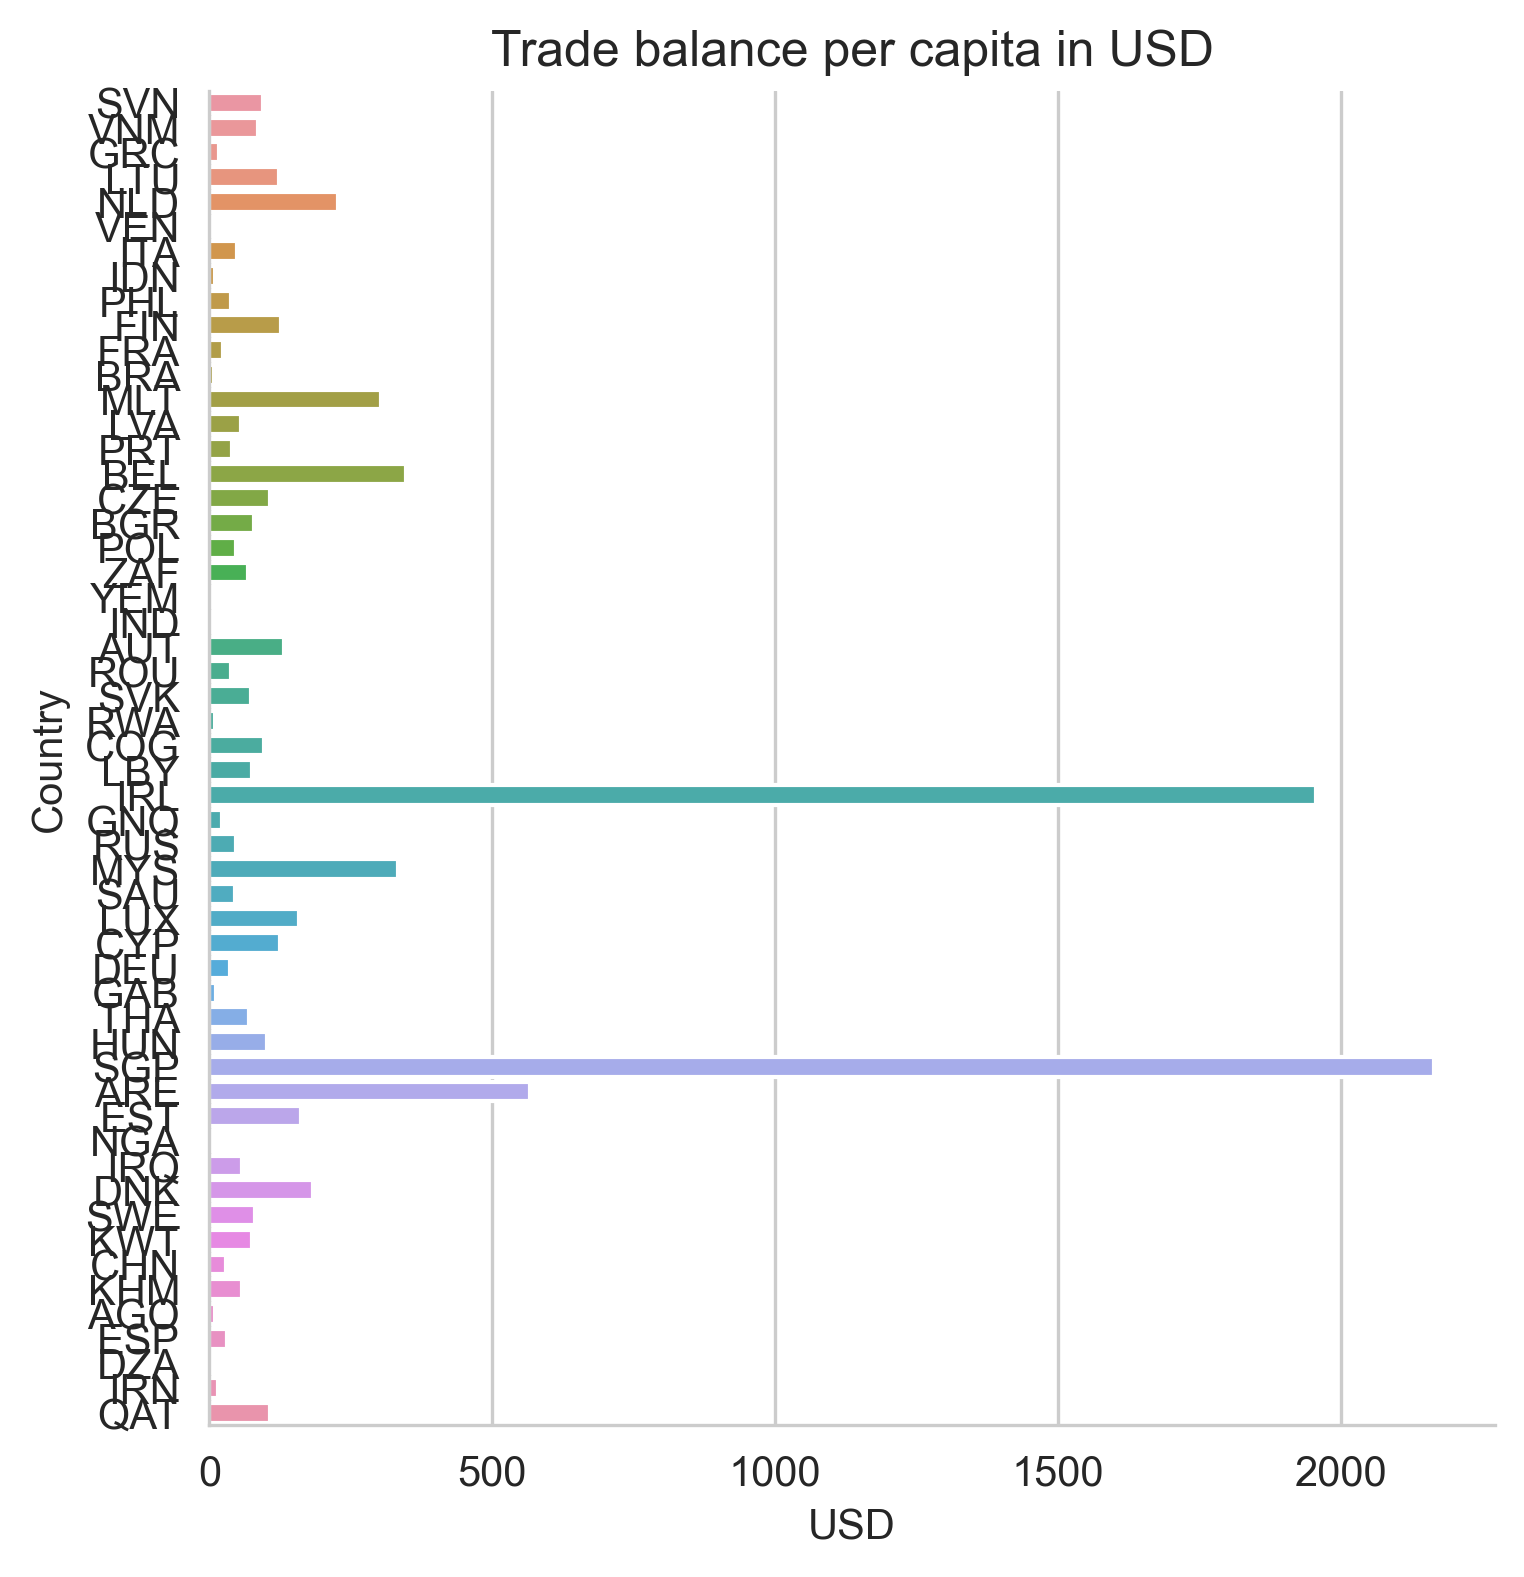 Trade balance per capita in USD
SVN
VNM
GRC
LTU
NLD
VEN
ITA
IDN
PHL
FIN
FRA
BRA
MLT
LVA
PRT
BEL
CZE
BGR
POL
ZAF
YEM
IND
AUT
ROU
SVK
RWA
COG
LBY
IRL
GNQ
RUS
MYS
SAU
LUX
CYP
DEU
GAB
THA
HUN
SGP
ARE
EST
NGA
IRQ
DNK
SWE
KWT
CHN
KHM
AGO
ESP
DZA
IRN
QAT
Country
0 500 1000 1500 2000
USD